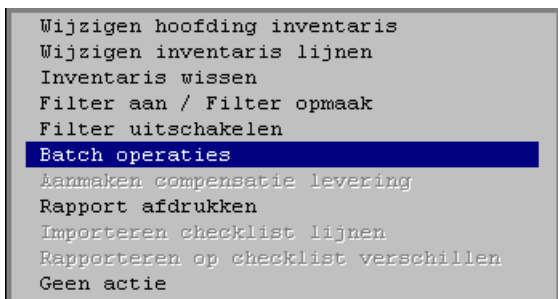 Wijzigen hoofding inventaris
Wijzigen inventaris lijnen
Inventaris wissen
Filter aan / Filter opmaak
Filter uitschakelen
Batch operaties
Aanmaken compensatie levering
Rapport afdrukken
Importeren checklist lijnen
Rapporteren op checklist verschillen
Geen actie